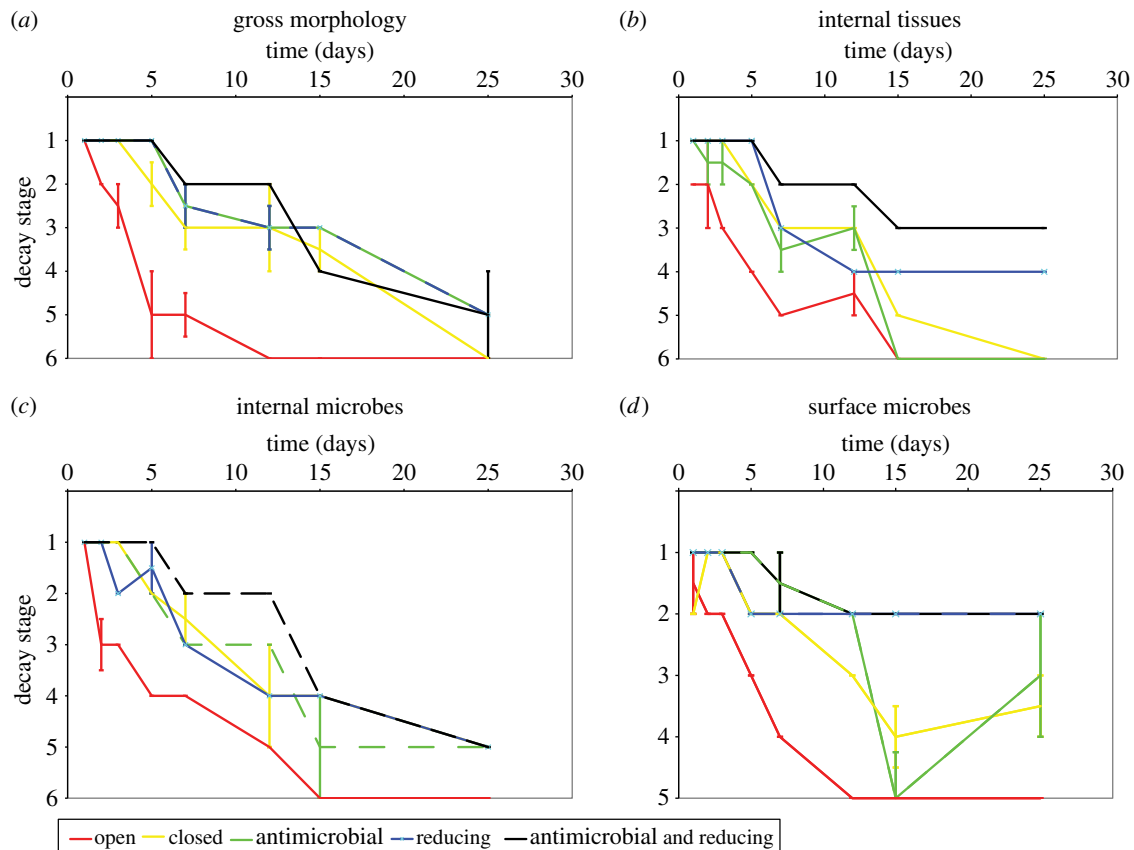 (a) gross morphology (b) internal tissues
time (days) time (days)
0 5 10 15 20 25 30 0 5 10 15 20 25 30
1 1
2 2
3 3
4 4
5 5
6 6
decay stage
(c) internal microbes (d) surface microbes
time (days) time (days)
0 5 10 15 20 25 30 0 5 10 15 20 25 30
1 1
2 2
3 3
4 4
5 5
6
decay stage
open closed antimicrobial reducing antimicrobial and reducing